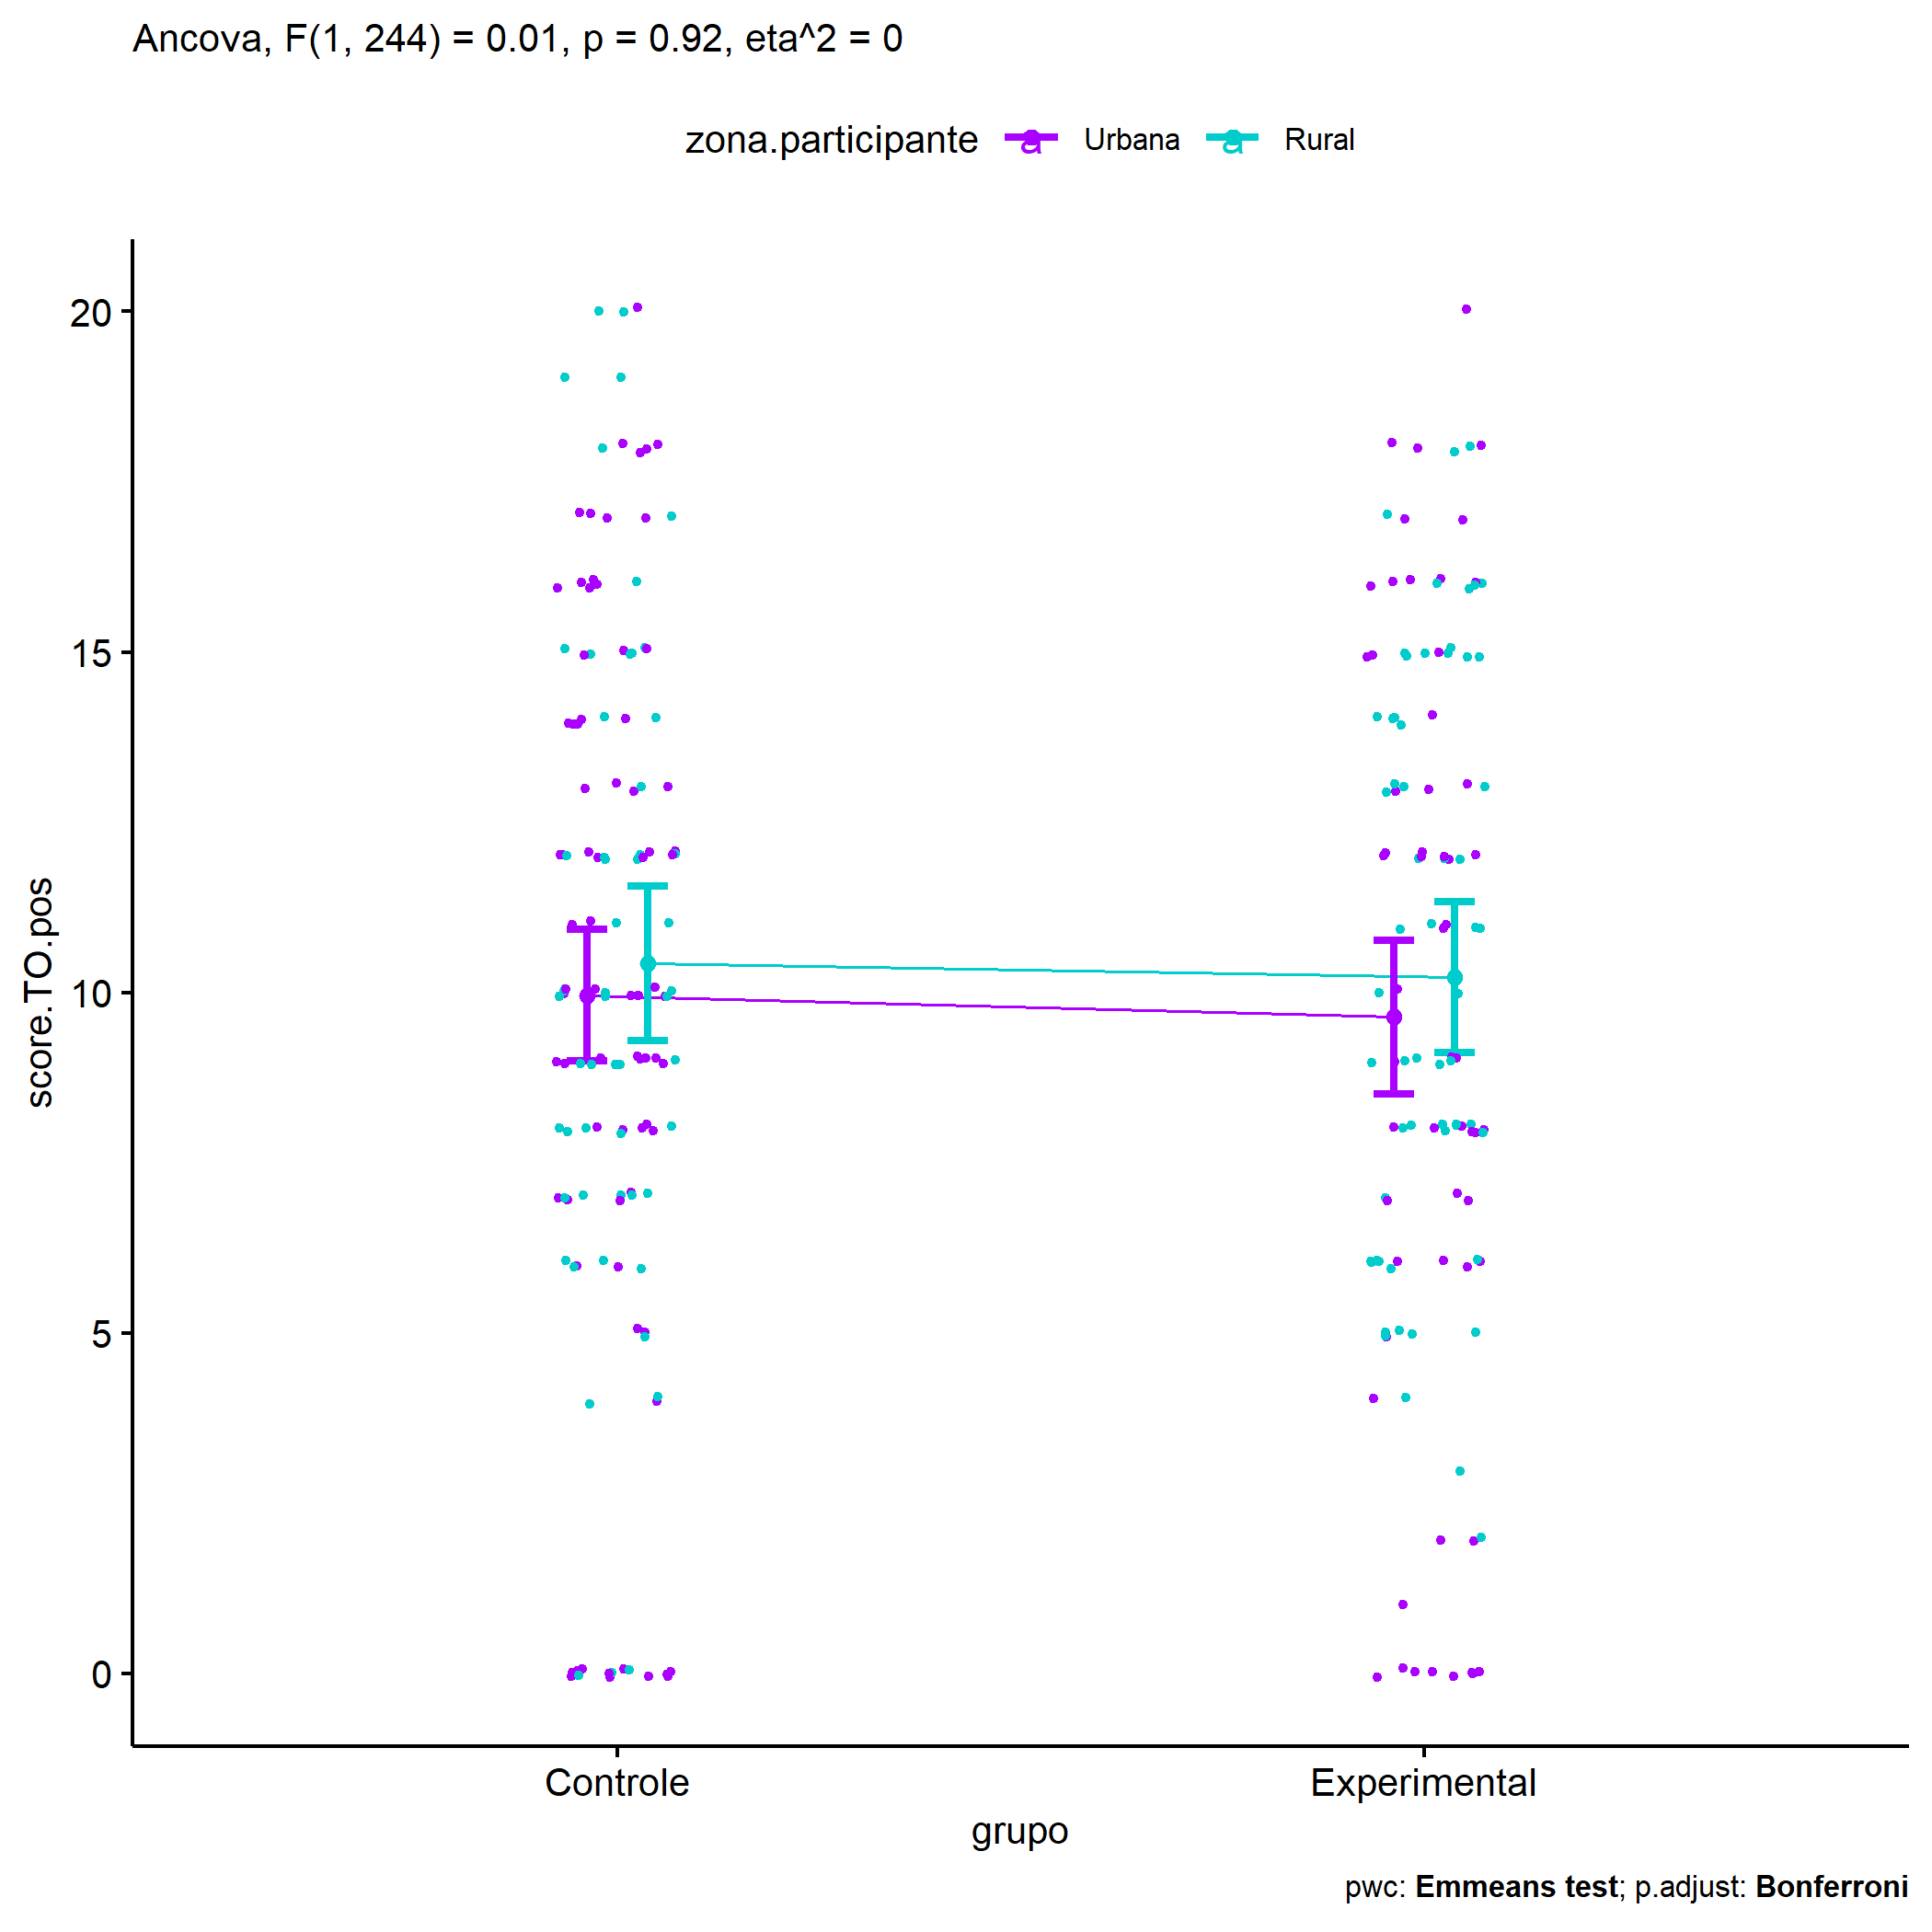 Ancova, F(1, 244) = 0.01, p = 0.92, eta^2 = 0
zona.participante a Urbana a Rural
score.TO.pos
20
15
10
5
0
Controle Experimental
grupo
pwc: Emmeans test; p.adjust: Bonferroni